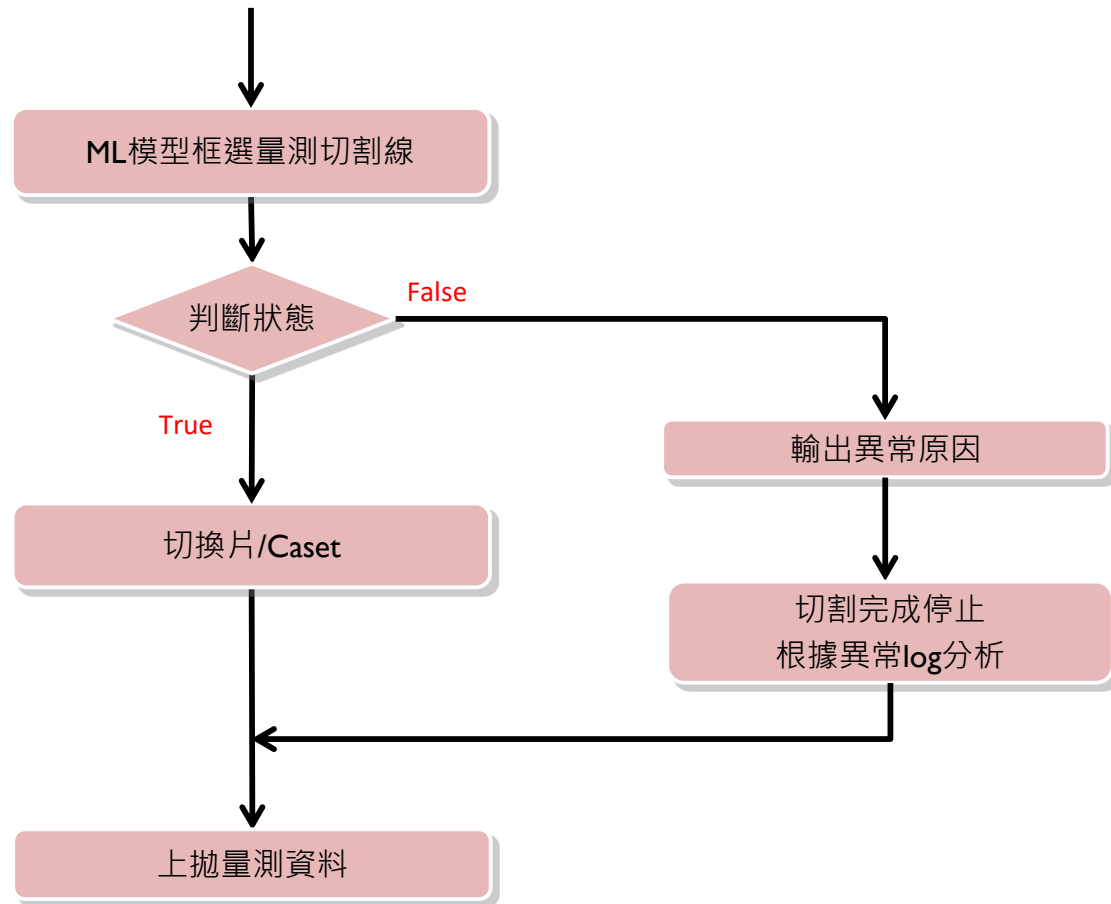 ML模型框選量測切割線
判斷狀態
False
True
輸出異常原因
切換片/Caset
切割完成停止
根據異常log分析
上拋量測資料